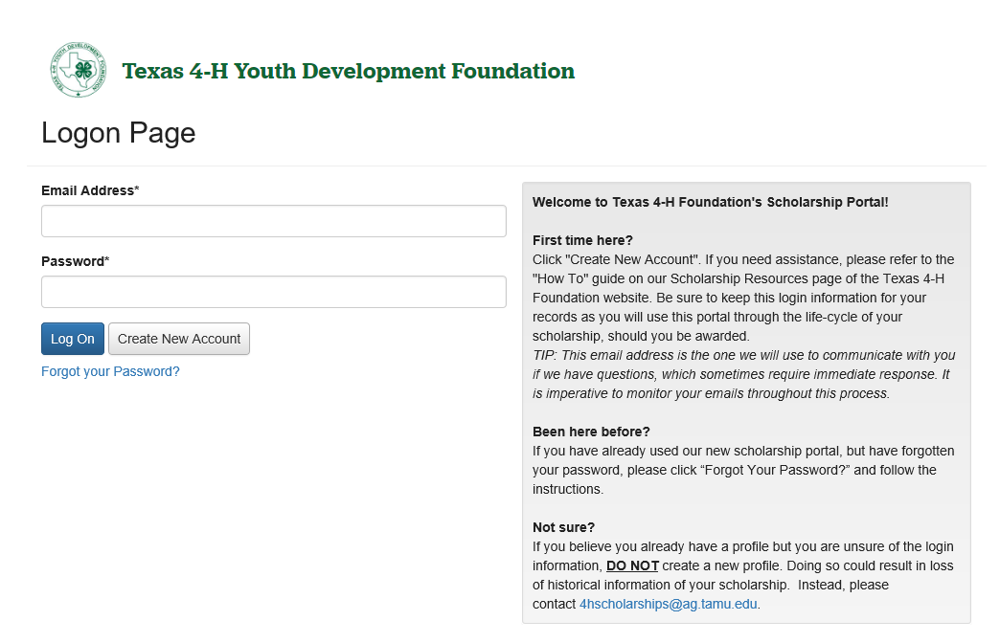 TEXAS 4-H YOUTH DEVELOPMENT FOUNDATION
Texas 4-H Youth Development Foundation
Logon Page
Email Address*
Password*
Log On
Create New Account
Forgot your Password?
Welcome to Texas 4-H Foundation's Scholarship Portal!
First time here?
Click "Create New Account". If you need assistance, please refer to the
"How To" guide on our Scholarship Resources page of the Texas 4-H
Foundation website. Be sure to keep this login information for your
records as you will use this portal through the life-cycle of your
scholarship, should you be awarded.
TIP: This email address is the one we will use to communicate with you
if we have questions, which sometimes require immediate response. It
is imperative to monitor your emails throughout this process.
Been here before?
If you have already used our new scholarship portal, but have forgotten
your password, please click “Forgot Your Password?” and follow the
instructions.
Not sure?
If you believe you already have a profile but you are unsure of the login
information, DO NOT create a new profile. Doing so could result in loss
of historical information of your scholarship.  Instead, please
contact 4hscholarships@ag.tamu.edu.